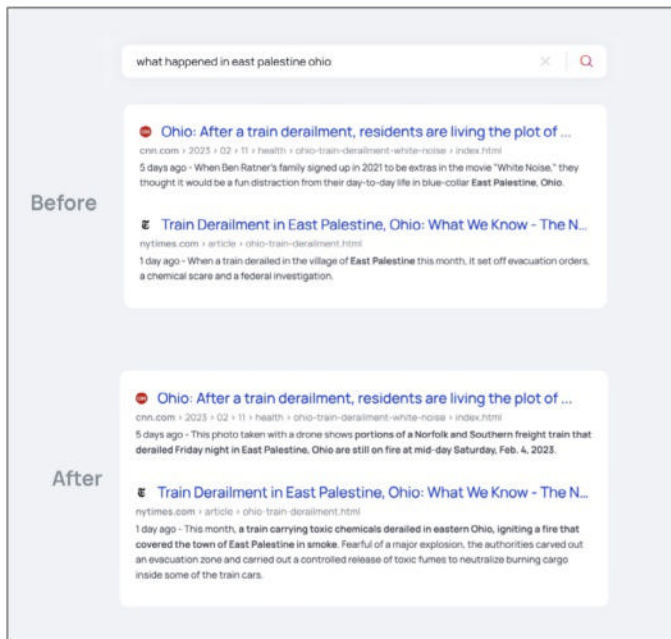 what happened in east palestine ohio
Before
Ohio: After a train derailment, residents are living the plot of ...
cnn.com › 2023 › 02 › 11 › health › ohio-train-derailment-white-noise › index.html
5 days ago - When Ben Ratner's family signed up in 2021 to be extras in the movie "White Noise," they
thought it would be a fun distraction from their day-to-day life in blue-collar East Palestine, Ohio.
Train Derailment in East Palestine, Ohio: What We Know - The N...
nytimes.com › article › ohio-train-derailment.html
1 day ago - When a train derailed in the village of East Palestine this month, it set off evacuation orders,
a chemical scare and a federal investigation.
After
Ohio: After a train derailment, residents are living the plot of ...
cnn.com › 2023 › 02 › 11 › health › ohio-train-derailment-white-noise › index.html
5 days ago - This photo taken with a drone shows portions of a Norfolk and Southern freight train that
derailed Friday night in East Palestine, Ohio are still on fire at mid-day Saturday, Feb. 4, 2023.
Train Derailment in East Palestine, Ohio: What We Know - The N...
nytimes.com › article › ohio-train-derailment.html
1 day ago - This month, a train carrying toxic chemicals derailed in eastern Ohio, igniting a fire that
covered the town of East Palestine in smoke. Fearful of a major explosion, the authorities carved out
an evacuation zone and carried out a controlled release of toxic fumes to neutralize burning cargo
inside some of the train cars.